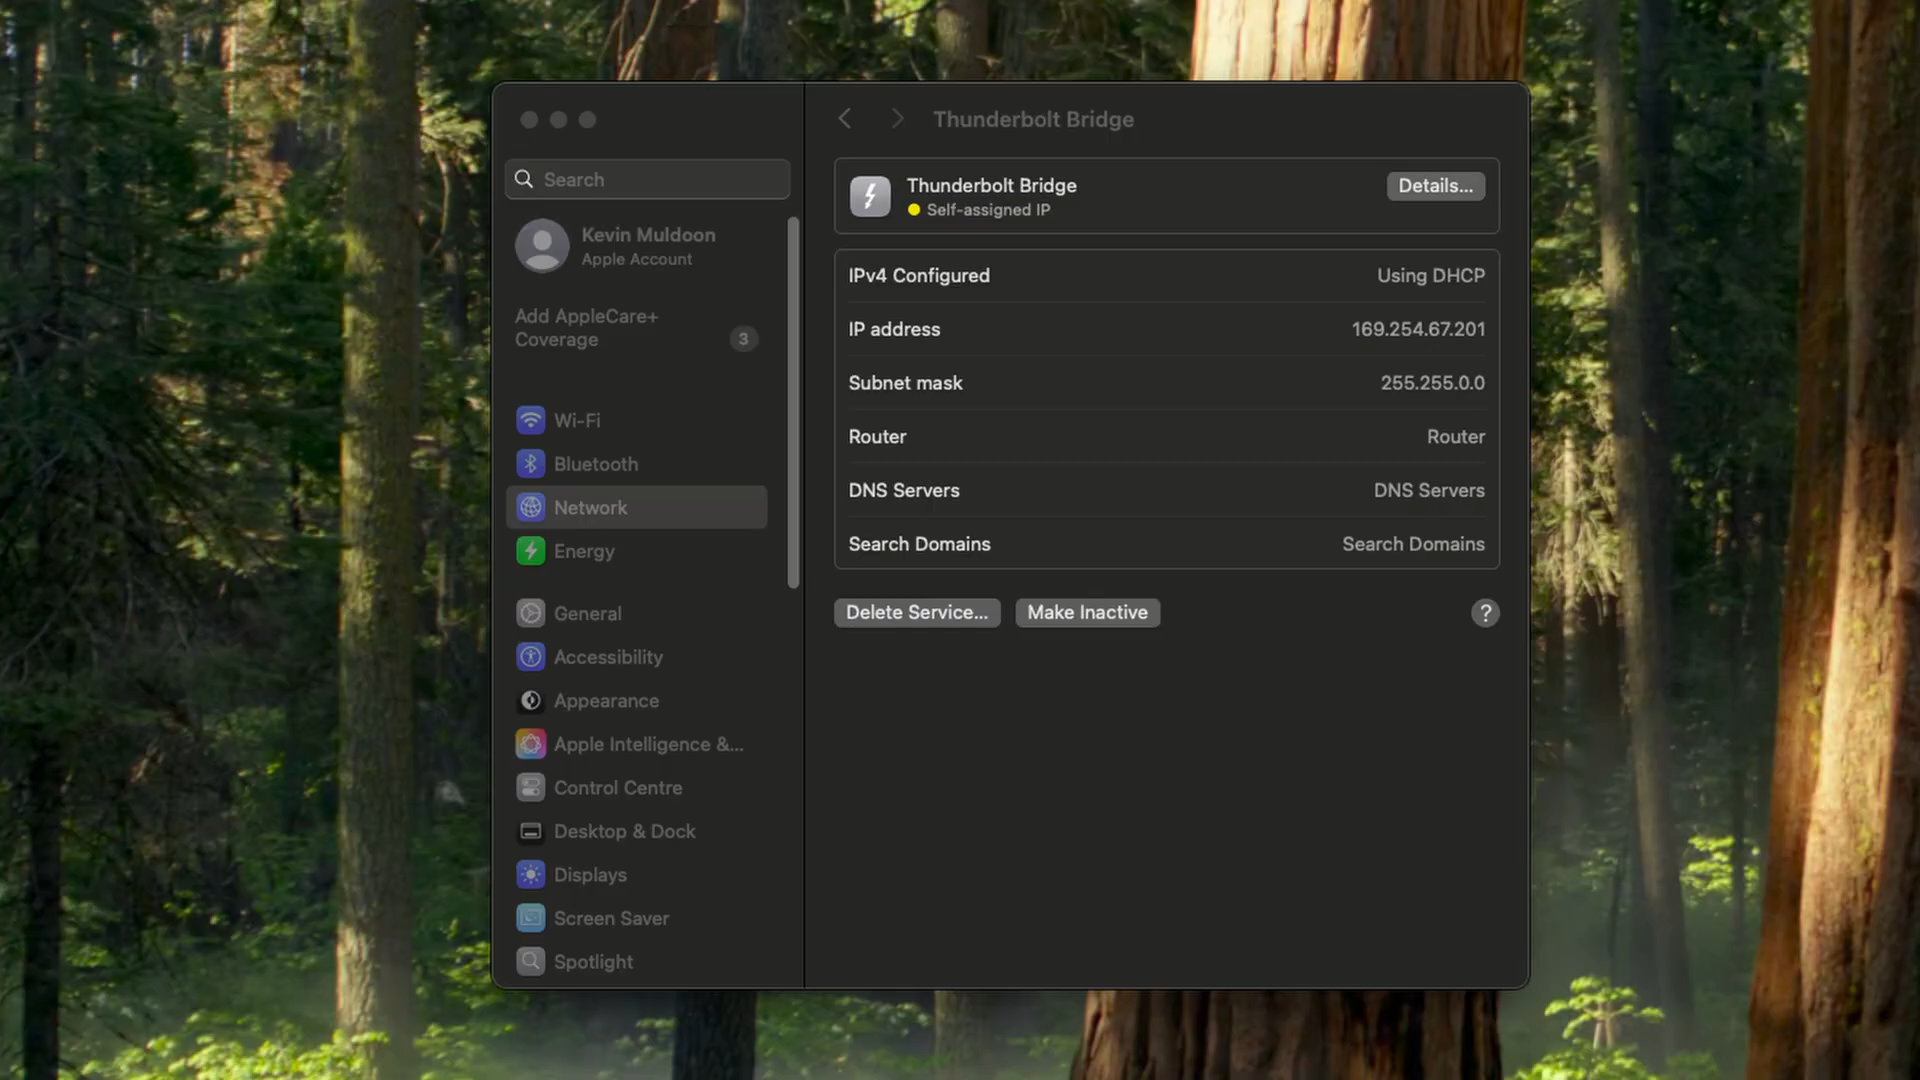 Search
Kevin Muldoon
Apple Account
Add AppleCare+
Coverage
3
Wi-Fi
Bluetooth
Network
Energy
General
Accessibility
Appearance
Apple Intelligence &...
Control Centre
Desktop & Dock
Displays
Screen Saver
Spotlight
Thunderbolt Bridge
Thunderbolt Bridge
Self-assigned IP
Details...
IPv4 Configured Using DHCP
IP address 169.254.67.201
Subnet mask 255.255.0.0
Router Router
DNS Servers DNS Servers
Search Domains Search Domains
Delete Service... Make Inactive ?